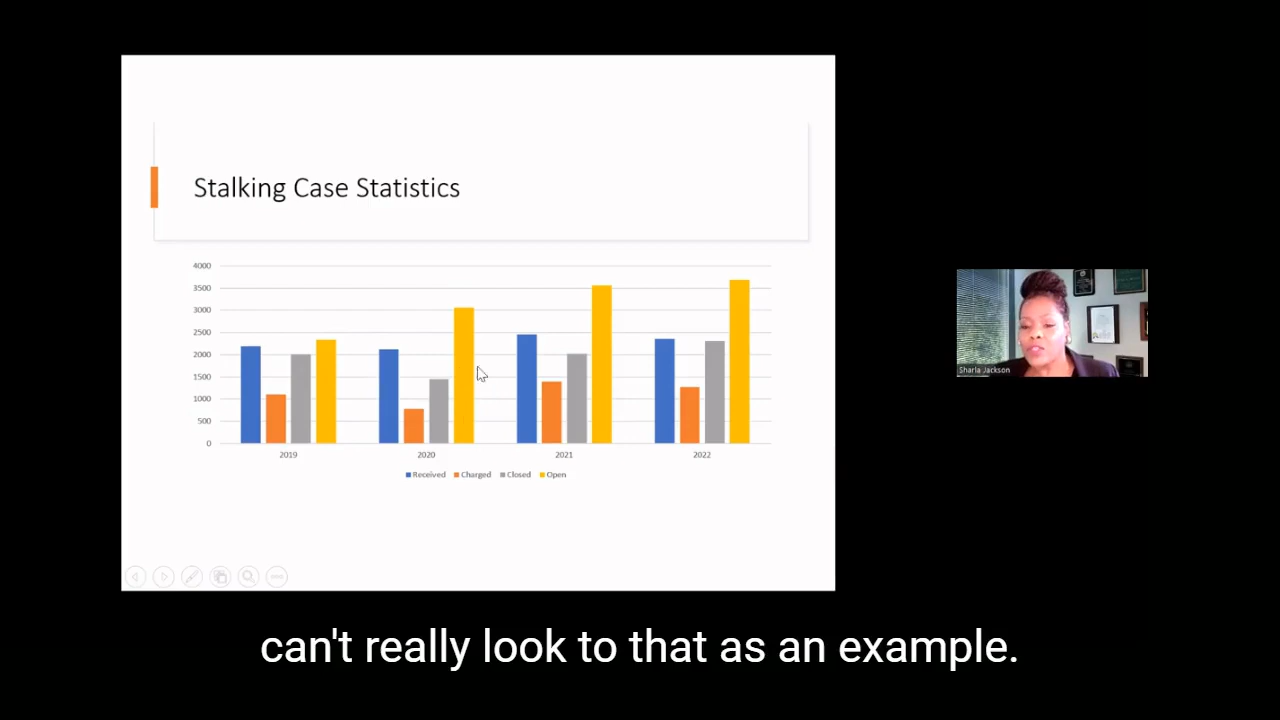 Stalking Case Statistics
4000
3500
3000
2500
2000
1500
1000
500
0
2019
2020
2021
2022
Received
Charged
Closed
Open
Sharla Jackson
can't really look to that as an example.